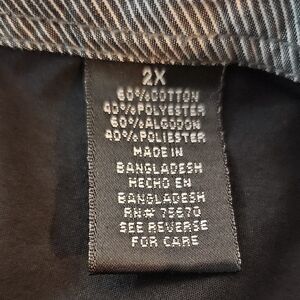 2X
60%COTTON
40%POLYESTER
60%ALGODON
40%POLIESTER
MADE IN
BANGLADESH
HECHO EN
BANGLADESH
RN# 75670
SEE REVERSE
FOR CARE